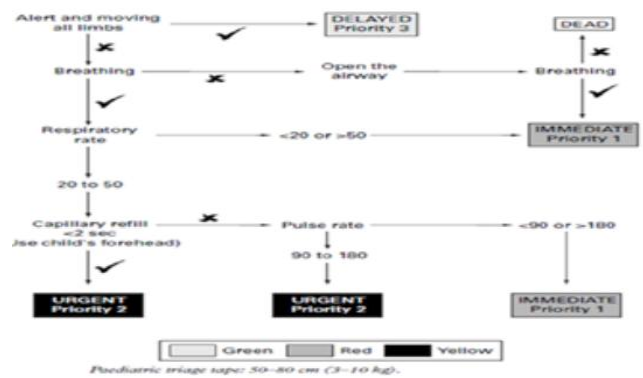 Alert and moving
all limbs
DELAYED
Priority 3
DEAD
Breathing
Open the
airway
Breathing
Respiratory
rate
<20 or >50
IMMEDIATE
Priority 1
20 to 50
Capillary refill
<2 sec
Use child's forehead)
Pulse rate
<90 or >180
90 to 180
URGENT
Priority 2
URGENT
Priority 2
IMMEDIATE
Priority 1
Green
Red
Yellow
Paediatric triage tape: 50–80 cm (3–10 kg).